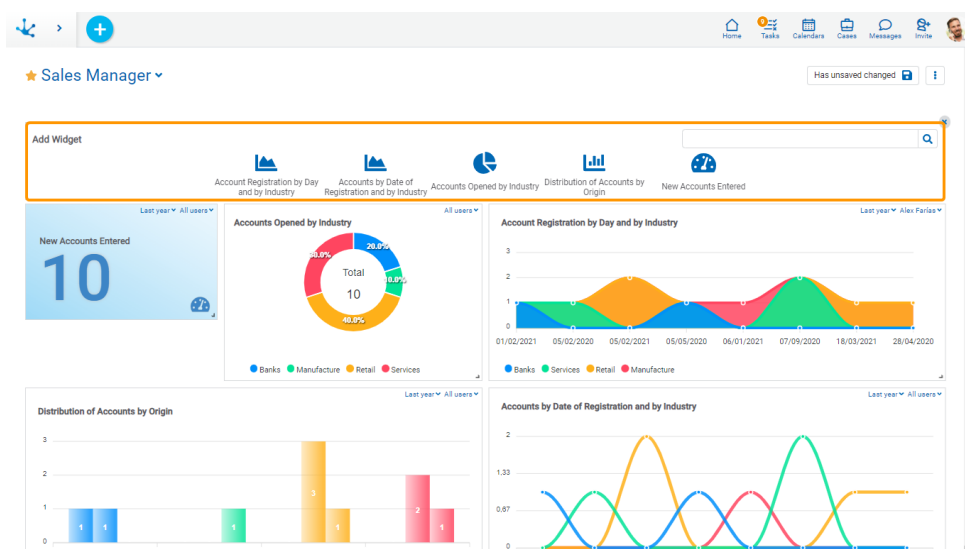 9
Home
Tasks
Calendars
Cases
Messages
Invite
Sales Manager
Has unsaved changed
Add Widget
Account Registration by Day
and by Industry
Accounts by Date of
Registration and by Industry
Accounts Opened by Industry
Distribution of Accounts by
Origin
New Accounts Entered
Last year All users
New Accounts Entered
10
All users
Accounts Opened by Industry
20.0%
10.0%
40.0%
30.0%
Total
10
Banks Manufacture Retail Services
Last year Alex Farias
Account Registration by Day and by Industry
3
2
1
0
01/02/2021 05/02/2020 05/02/2021 05/05/2020 06/01/2021 07/09/2020 18/03/2021 28/04/2020
Banks Services Retail Manufacture
Last year All users
Distribution of Accounts by Origin
3
2
1
0
1 1 1 3 1 2 1
Last year All users
Accounts by Date of Registration and by Industry
2
1,33
0,67
0